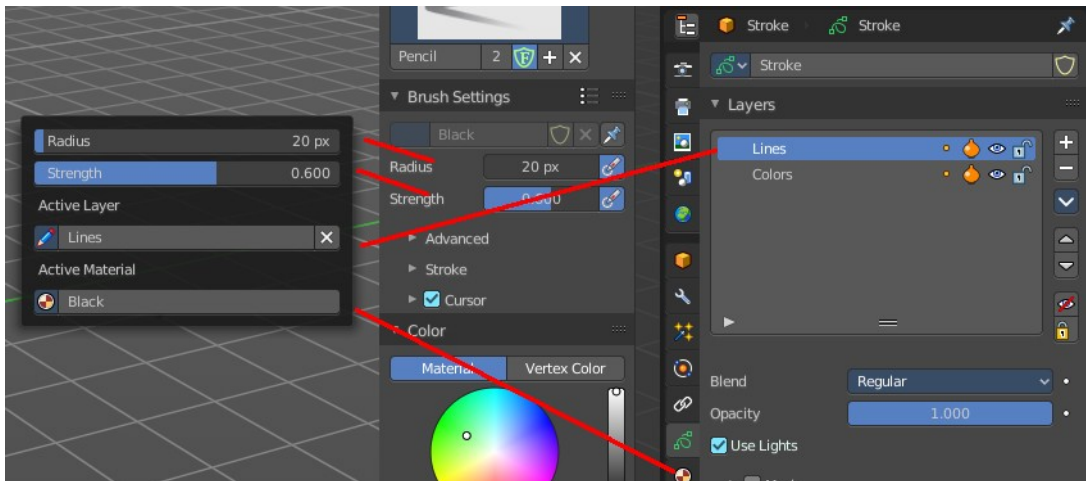 Radius 20 px
Strength 0.600
Active Layer
Lines
Active Material
Black
Pencil 2 F
Brush Settings
Black
Radius 20 px
Strength 0.600
Advanced
Stroke
Cursor
Color
Material Vertex Color
Stroke Stroke
Stroke
Layers
Lines
Colors
Blend Regular
Opacity 1.000
Use Lights